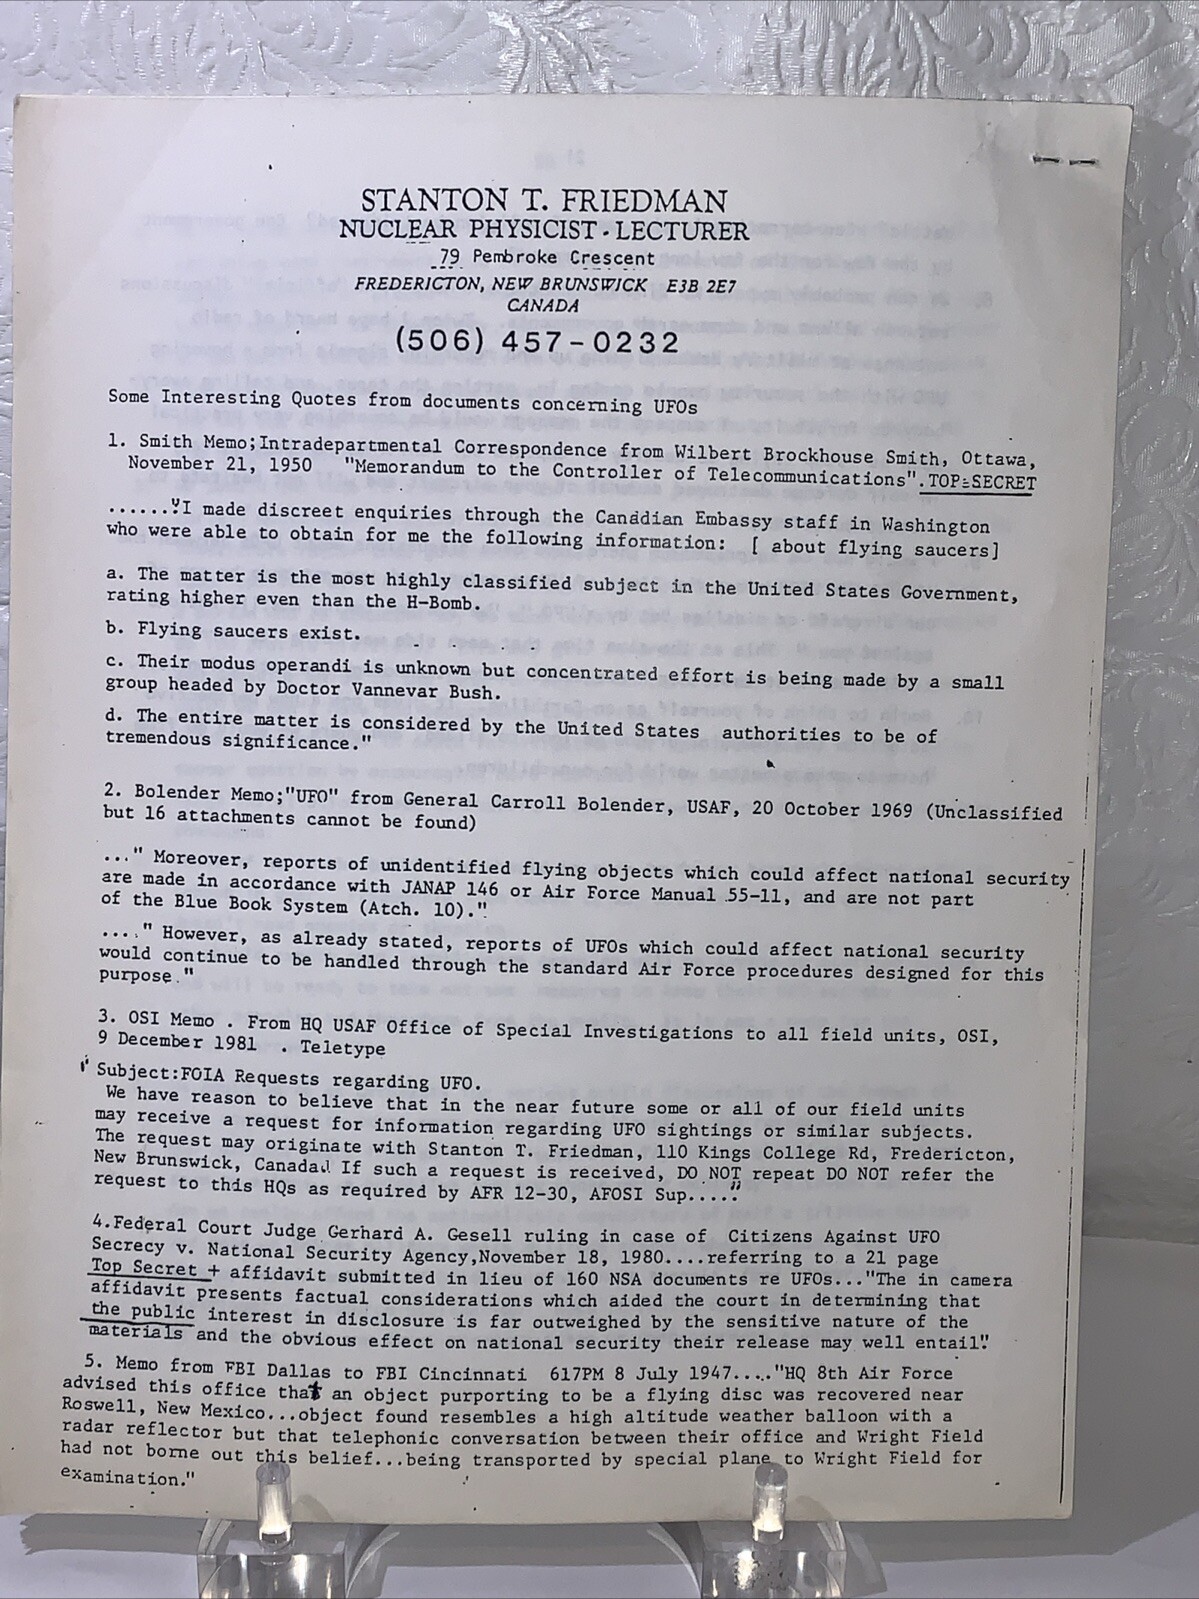 STANTON T. FRIEDMAN
NUCLEAR PHYSICIST - LECTURER
79 Pembroke Crescent
FREDERICTON, NEW BRUNSWICK E3B 2E7
CANADA
(506) 457-0232
Some Interesting Quotes from documents concerning UFOs
1. Smith Memo;Intradepartmental Correspondence from Wilbert Brockhouse Smith, Ottawa,
November 21, 1950 "Memorandum to the Controller of Telecommunications".TOP=SECRET
......"I made discreet enquiries through the Canadian Embassy staff in Washington
who were able to obtain for me the following information: [ about flying saucers]
a. The matter is the most highly classified subject in the United States Government,
rating higher even than the H-Bomb.
b. Flying saucers exist.
c. Their modus operandi is unknown but concentrated effort is being made by a small
group headed by Doctor Vannevar Bush.
d. The entire matter is considered by the United States authorities to be of
tremendous significance."
2. Bolender Memo;"UFO" from General Carroll Bolender, USAF, 20 October 1969 (Unclassified
but 16 attachments cannot be found)
..." Moreover, reports of unidentified flying objects which could affect national security
are made in accordance with JANAP 146 or Air Force Manual 55-11, and are not part
of the Blue Book System (Atch. 10)."
...." However, as already stated, reports of UFOs which could affect national security
would continue to be handled through the standard Air Force procedures designed for this
purpose."
3. OSI Memo . From HQ USAF Office of Special Investigations to all field units, OSI,
9 December 1981 . Teletype
" Subject:FOIA Requests regarding UFO.
We have reason to believe that in the near future some or all of our field units
may receive a request for information regarding UFO sightings or similar subjects.
The request may originate with Stanton T. Friedman, 110 Kings College Rd, Fredericton,
New Brunswick, Canada. If such a request is received, DO NOT repeat DO NOT refer the
request to this HQs as required by AFR 12-30, AFOSI Sup...."
4.Federal Court Judge Gerhard A. Gesell ruling in case of Citizens Against UFO
Secrecy v. National Security Agency,November 18, 1980....referring to a 21 page
Top Secret + affidavit submitted in lieu of 160 NSA documents re UFOs..."The in camera
affidavit presents factual considerations which aided the court in determining that
the public interest in disclosure is far outweighed by the sensitive nature of the
materials and the obvious effect on national security their release may well entail"
5. Memo from FBI Dallas to FBI Cincinnati 617PM 8 July 1947...."HQ 8th Air Force
advised this office that an object purporting to be a flying disc was recovered near
Roswell, New Mexico...object found resembles a high altitude weather balloon with a
radar reflector but that telephonic conversation between their office and Wright Field
had not borne out this belief...being transported by special plane to Wright Field for
examination."